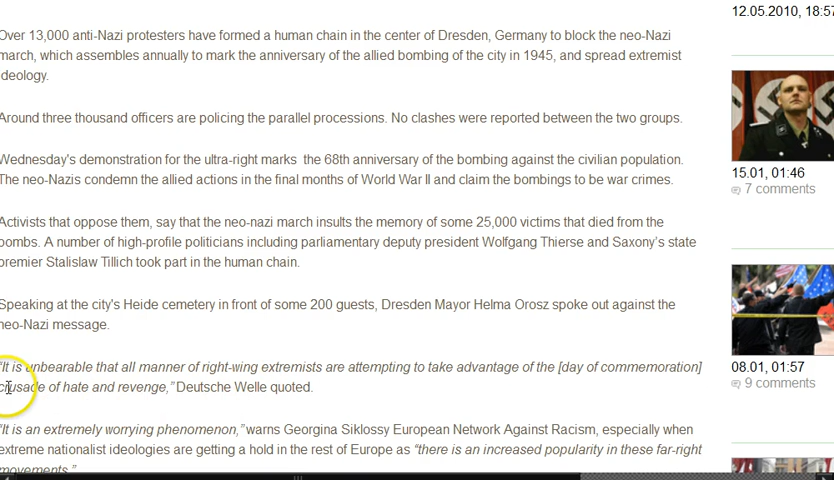 Over 13,000 anti-Nazi protesters have formed a human chain in the center of Dresden, Germany to block the neo-Nazi
march, which assembles annually to mark the anniversary of the allied bombing of the city in 1945, and spread extremist
ideology.
Around three thousand officers are policing the parallel processions. No clashes were reported between the two groups.
Wednesday's demonstration for the ultra-right marks the 68th anniversary of the bombing against the civilian population.
The neo-Nazis condemn the allied actions in the final months of World War II and claim the bombings to be war crimes.
Activists that oppose them, say that the neo-nazi march insults the memory of some 25,000 victims that died from the
bombs. A number of high-profile politicians including parliamentary deputy president Wolfgang Thierse and Saxony's state
premier Stalislaw Tillich took part in the human chain.
Speaking at the city's Heide cemetery in front of some 200 guests, Dresden Mayor Helma Orosz spoke out against the
neo-Nazi message.
"It is unbearable that all manner of right-wing extremists are attempting to take advantage of the [day of commemoration]
crusade of hate and revenge," Deutsche Welle quoted.
"It is an extremely worrying phenomenon," warns Georgina Siklossy European Network Against Racism, especially when
extreme nationalist ideologies are getting a hold in the rest of Europe as "there is an increased popularity in these far-right
movements."
12.05.2010, 18:57
15.01, 01:46
7 comments
08.01, 01:57
9 comments